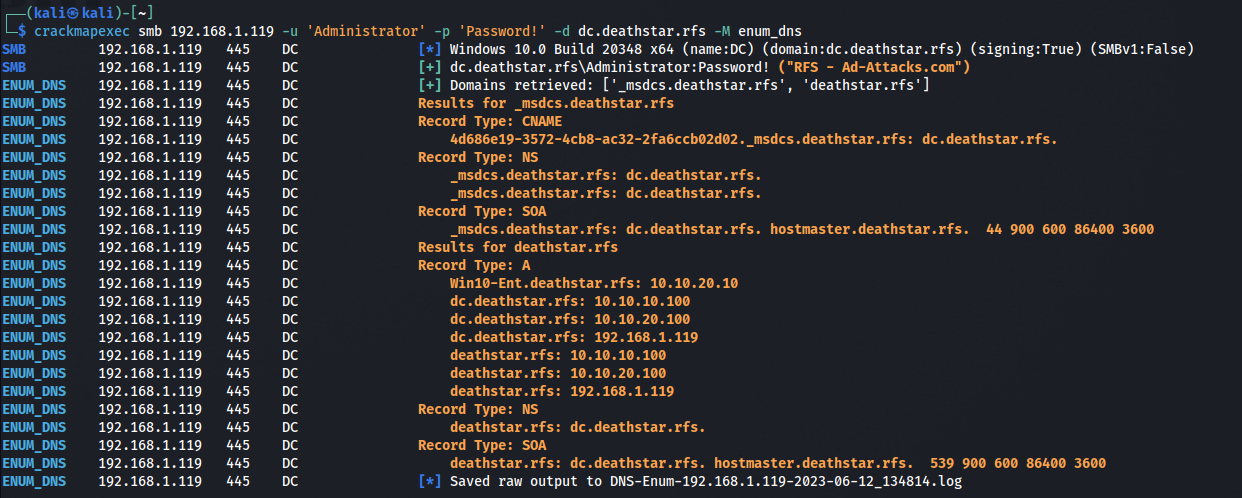 (kali㉿kali)-[~]
$ crackmapexec smb 192.168.1.119 -u 'Administrator' -p 'Password!' -d dc.deathstar.rfs -M enum_dns
SMB 192.168.1.119 445 DC [*] Windows 10.0 Build 20348 x64 (name:DC) (domain:dc.deathstar.rfs) (signing:True) (SMBv1:False)
SMB 192.168.1.119 445 DC [+] dc.deathstar.rfs\Administrator:Password! ("RFS - Ad-Attacks.com")
ENUM_DNS 192.168.1.119 445 DC [+] Domains retrieved: ['_msdcs.deathstar.rfs', 'deathstar.rfs']
ENUM_DNS 192.168.1.119 445 DC Results for _msdcs.deathstar.rfs
ENUM_DNS 192.168.1.119 445 DC Record Type: CNAME
ENUM_DNS 192.168.1.119 445 DC 4d686e19-3572-4cb8-ac32-2fa6ccb02d02._msdcs.deathstar.rfs: dc.deathstar.rfs.
ENUM_DNS 192.168.1.119 445 DC Record Type: NS
ENUM_DNS 192.168.1.119 445 DC _msdcs.deathstar.rfs: dc.deathstar.rfs.
ENUM_DNS 192.168.1.119 445 DC _msdcs.deathstar.rfs: dc.deathstar.rfs.
ENUM_DNS 192.168.1.119 445 DC Record Type: SOA
ENUM_DNS 192.168.1.119 445 DC _msdcs.deathstar.rfs: dc.deathstar.rfs. hostmaster.deathstar.rfs. 44 900 600 86400 3600
ENUM_DNS 192.168.1.119 445 DC Results for deathstar.rfs
ENUM_DNS 192.168.1.119 445 DC Record Type: A
ENUM_DNS 192.168.1.119 445 DC Win10-Ent.deathstar.rfs: 10.10.20.10
ENUM_DNS 192.168.1.119 445 DC dc.deathstar.rfs: 10.10.10.100
ENUM_DNS 192.168.1.119 445 DC dc.deathstar.rfs: 10.10.20.100
ENUM_DNS 192.168.1.119 445 DC dc.deathstar.rfs: 192.168.1.119
ENUM_DNS 192.168.1.119 445 DC deathstar.rfs: 10.10.10.100
ENUM_DNS 192.168.1.119 445 DC deathstar.rfs: 10.10.20.100
ENUM_DNS 192.168.1.119 445 DC deathstar.rfs: 192.168.1.119
ENUM_DNS 192.168.1.119 445 DC Record Type: NS
ENUM_DNS 192.168.1.119 445 DC deathstar.rfs: dc.deathstar.rfs.
ENUM_DNS 192.168.1.119 445 DC Record Type: SOA
ENUM_DNS 192.168.1.119 445 DC deathstar.rfs: dc.deathstar.rfs. hostmaster.deathstar.rfs. 539 900 600 86400 3600
ENUM_DNS 192.168.1.119 445 DC [*] Saved raw output to DNS-Enum-192.168.1.119-2023-06-12_134814.log